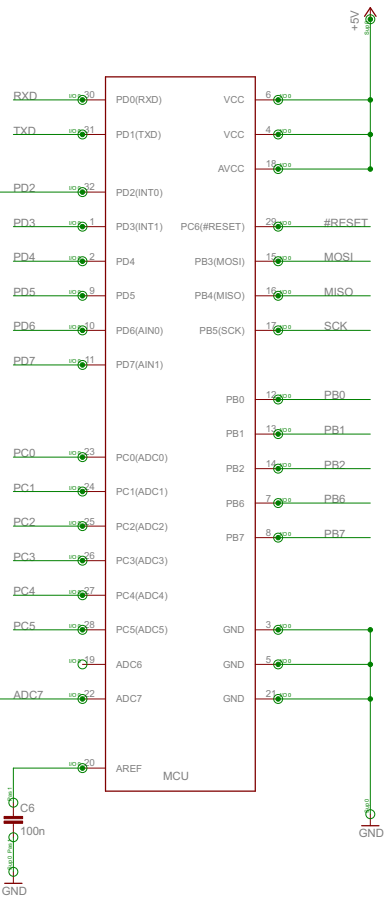 +5V
RXD 30 PD0(RXD) VCC 6
TXD 31 PD1(TXD) VCC 4
AVCC 18
PD2 32 PD2(INT0)
PD3 1 PD3(INT1) PC6(#RESET) 29 #RESET
PD4 2 PD4 PB3(MOSI) 15 MOSI
PD5 9 PD5 PB4(MISO) 16 MISO
PD6 10 PD6(AIN0) PB5(SCK) 17 SCK
PD7 11 PD7(AIN1)
PB0 12 PB0
PB1 13 PB1
PC0 23 PC0(ADC0)
PB2 14 PB2
PC1 24 PC1(ADC1)
PB6 7 PB6
PC2 25 PC2(ADC2)
PB7 8 PB7
PC3 26 PC3(ADC3)
PC4 27 PC4(ADC4)
PC5 28 PC5(ADC5) GND 3
19 ADC6 GND 5
ADC7 22 ADC7 GND 21
20 AREF
MCU
C6
100n
GND
GND